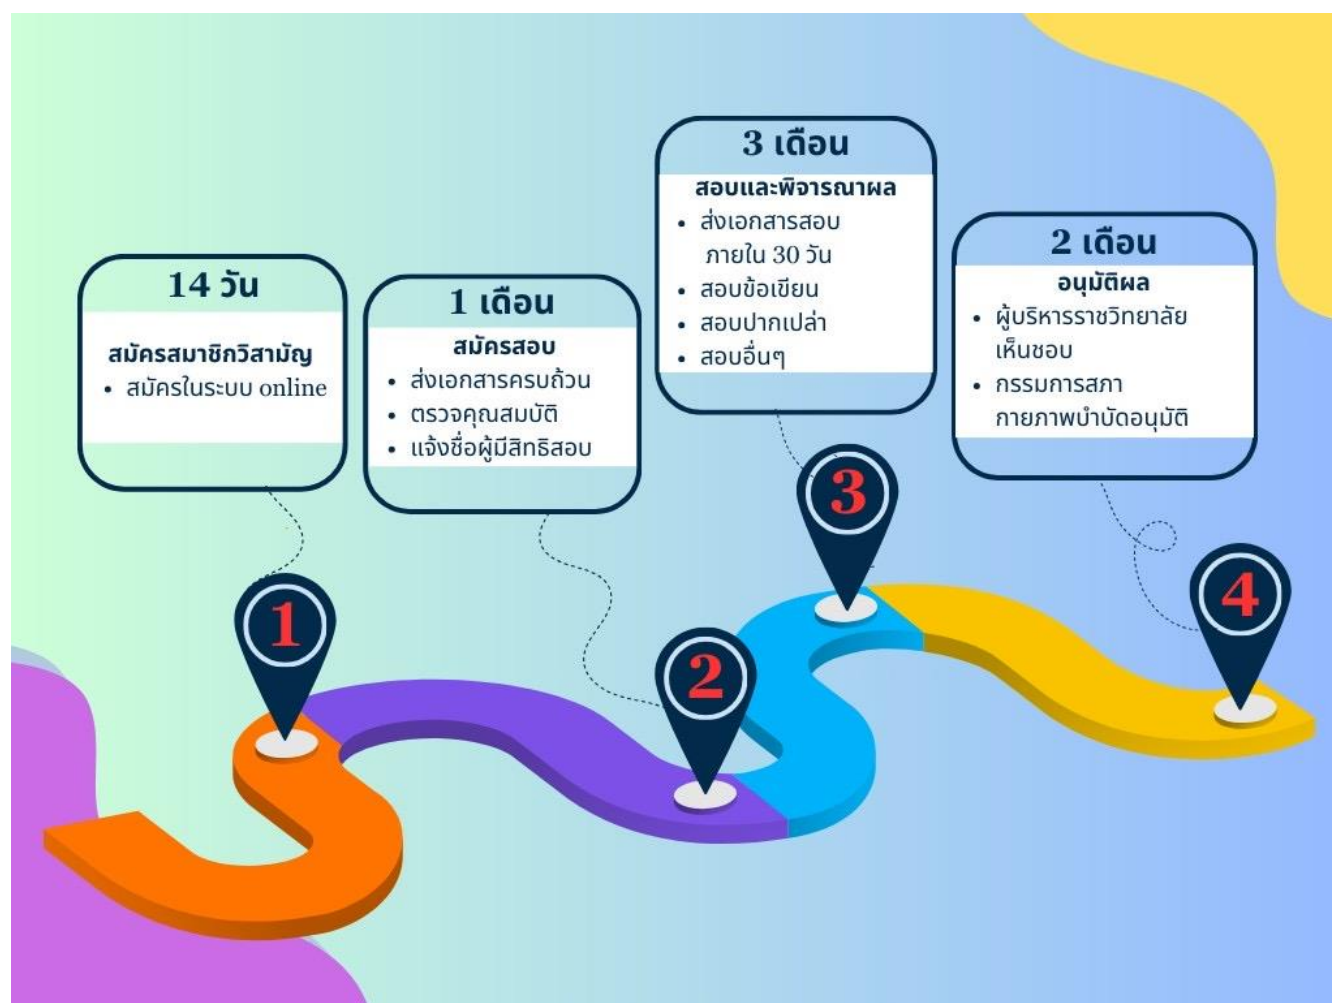 14 วัน
สมัครสมาชิกวิสามัญ
• สมัครในระบบ online
1 เดือน
สมัครสอบ
• ส่งเอกสารครบถ้วน
• ตรวจคุณสมบัติ
• แจ้งชื่อผู้มีสิทธิสอบ
3 เดือน
สอบและพิจารณาผล
• ส่งเอกสารสอบ
ภายใน 30 วัน
• สอบข้อเขียน
• สอบปากเปล่า
• สอบอื่นๆ
2 เดือน
อนุมัติผล
• ผู้บริหารราชวิทยาลัย
เห็นชอบ
• กรรมการสภา
กายภาพบำบัดอนุมัติ
1
2
3
4